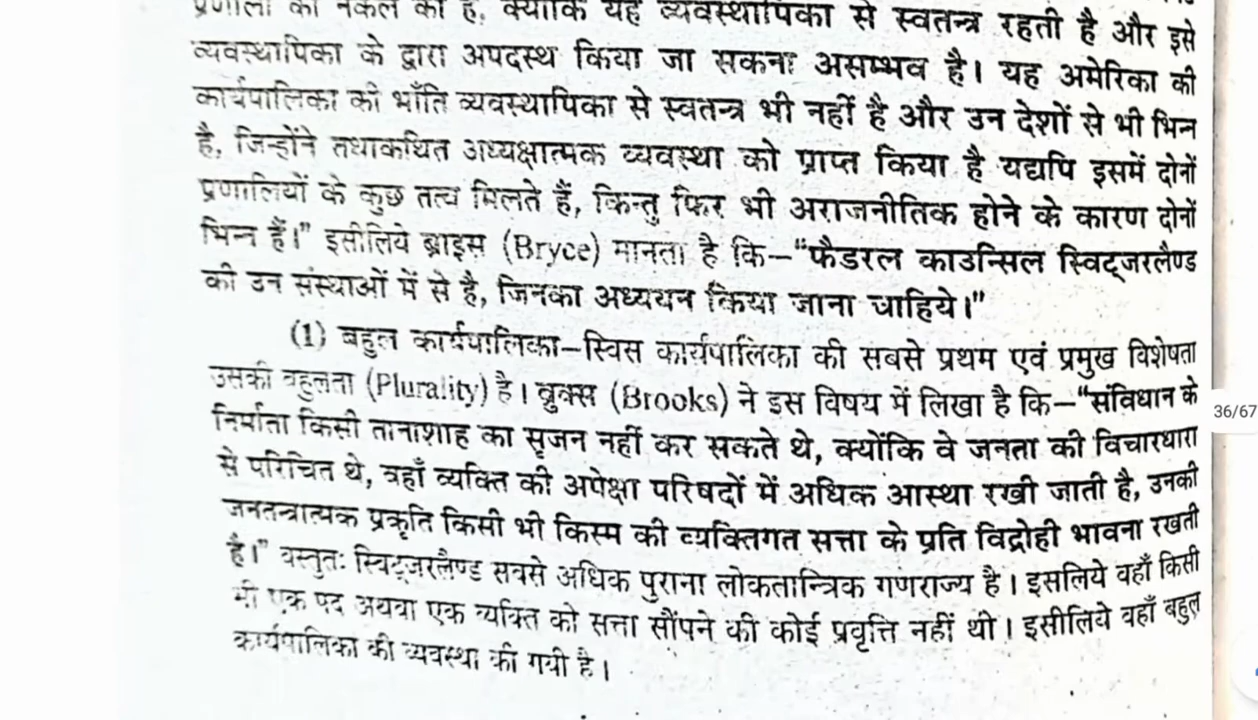 प्रणाली की नकल की है, क्योंकि यह व्यवस्थापिका से स्वतन्त्र रहती है और इसे
व्यवस्थापिका के द्वारा अपदस्थ किया जा सकना असम्भव है। यह अमेरिका की
कार्यपालिका की भाँति व्यवस्थापिका से स्वतन्त्र भी नहीं है और उन देशों से भी भिन्न
है, जिन्होंने तथाकथित अध्यक्षात्मक व्यवस्था को प्राप्त किया है यद्यपि इसमें दोनों
प्रणालियों के कुछ तत्व मिलते हैं, किन्तु फिर भी अराजनीतिक होने के कारण दोनों
भिन्न हैं।" इसीलिये ब्राइस (Bryce) मानता है कि–"फैडरल काउन्सिल स्विट्जरलैण्ड
की उन संस्थाओं में से है, जिनका अध्ययन किया जाना चाहिये।"
(1) बहुल कार्यपालिका–स्विस कार्यपालिका की सबसे प्रथम एवं प्रमुख विशेषता
उसकी बहुलता (Plurality) है। ब्रुक्स (Brooks) ने इस विषय में लिखा है कि–"संविधान के
36/67
निर्माता किसी तानाशाह का सृजन नहीं कर सकते थे, क्योंकि वे जनता की विचारधारा
से परिचित थे, वहाँ व्यक्ति की अपेक्षा परिषदों में अधिक आस्था रखी जाती है, उनकी
जनतन्त्रात्मक प्रकृति किसी भी किस्म की व्यक्तिगत सत्ता के प्रति विद्रोही भावना रखती
है।" वस्तुतः स्विट्जरलैण्ड सबसे अधिक पुराना लोकतान्त्रिक गणराज्य है। इसलिये वहाँ किसी
भी एक पद अथवा एक व्यक्ति को सत्ता सौंपने की कोई प्रवृत्ति नहीं थी। इसीलिये वहाँ बहुल
कार्यपालिका की व्यवस्था की गयी है।